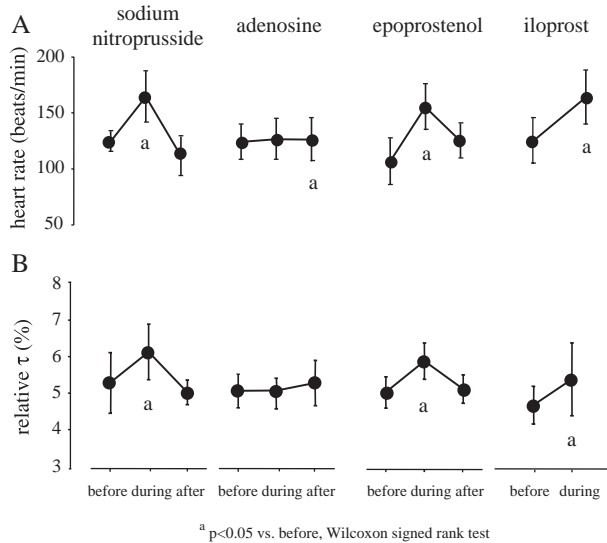 A
sodium
nitroprusside
adenosine
epoprostenol
iloprost
heart rate (beats/min)
200
150
100
50
a
a
a
a
B
relative τ (%)
8
7
6
5
4
3
a
a
a
before during after
before during after
before during after
before during
a p<0.05 vs. before, Wilcoxon signed rank test